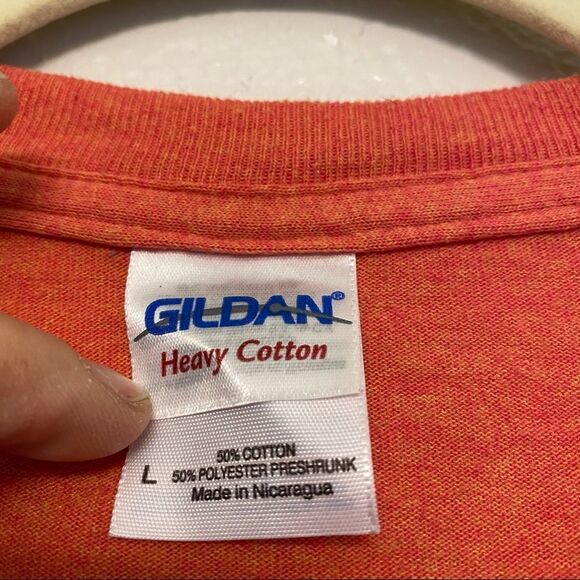 GILDAN®
Heavy Cotton
50% COTTON
L 50% POLYESTER PRESHRUNK
Made in Nicaragua